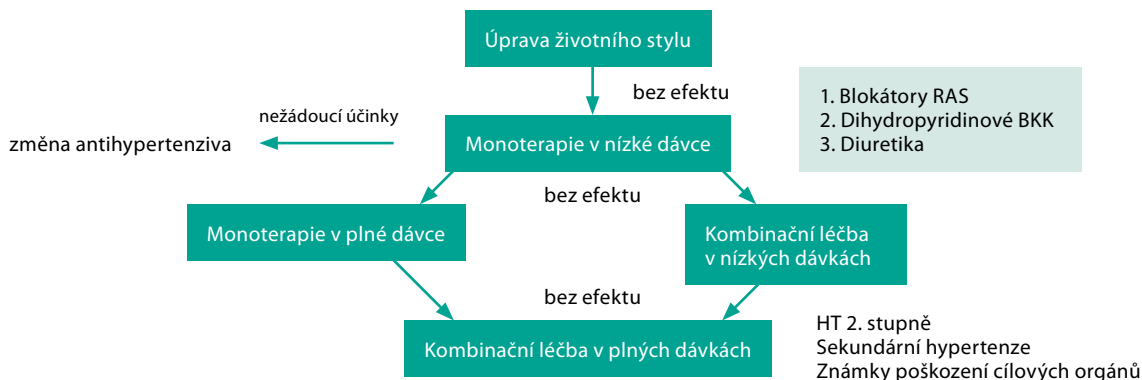 Úprava životního stylu
bez efektu
1. Blokátory RAS
2. Dihydropyridinové BKK
3. Diuretika
nežádoucí účinky
změna antihypertenziva
Monoterapie v nízké dávce
bez efektu
Monoterapie v plné dávce
Kombinační léčba
v nízkých dávkách
bez efektu
Kombinační léčba v plných dávkách
HT 2. stupně
Sekundární hypertenze
Známky poškození cílových orgánů